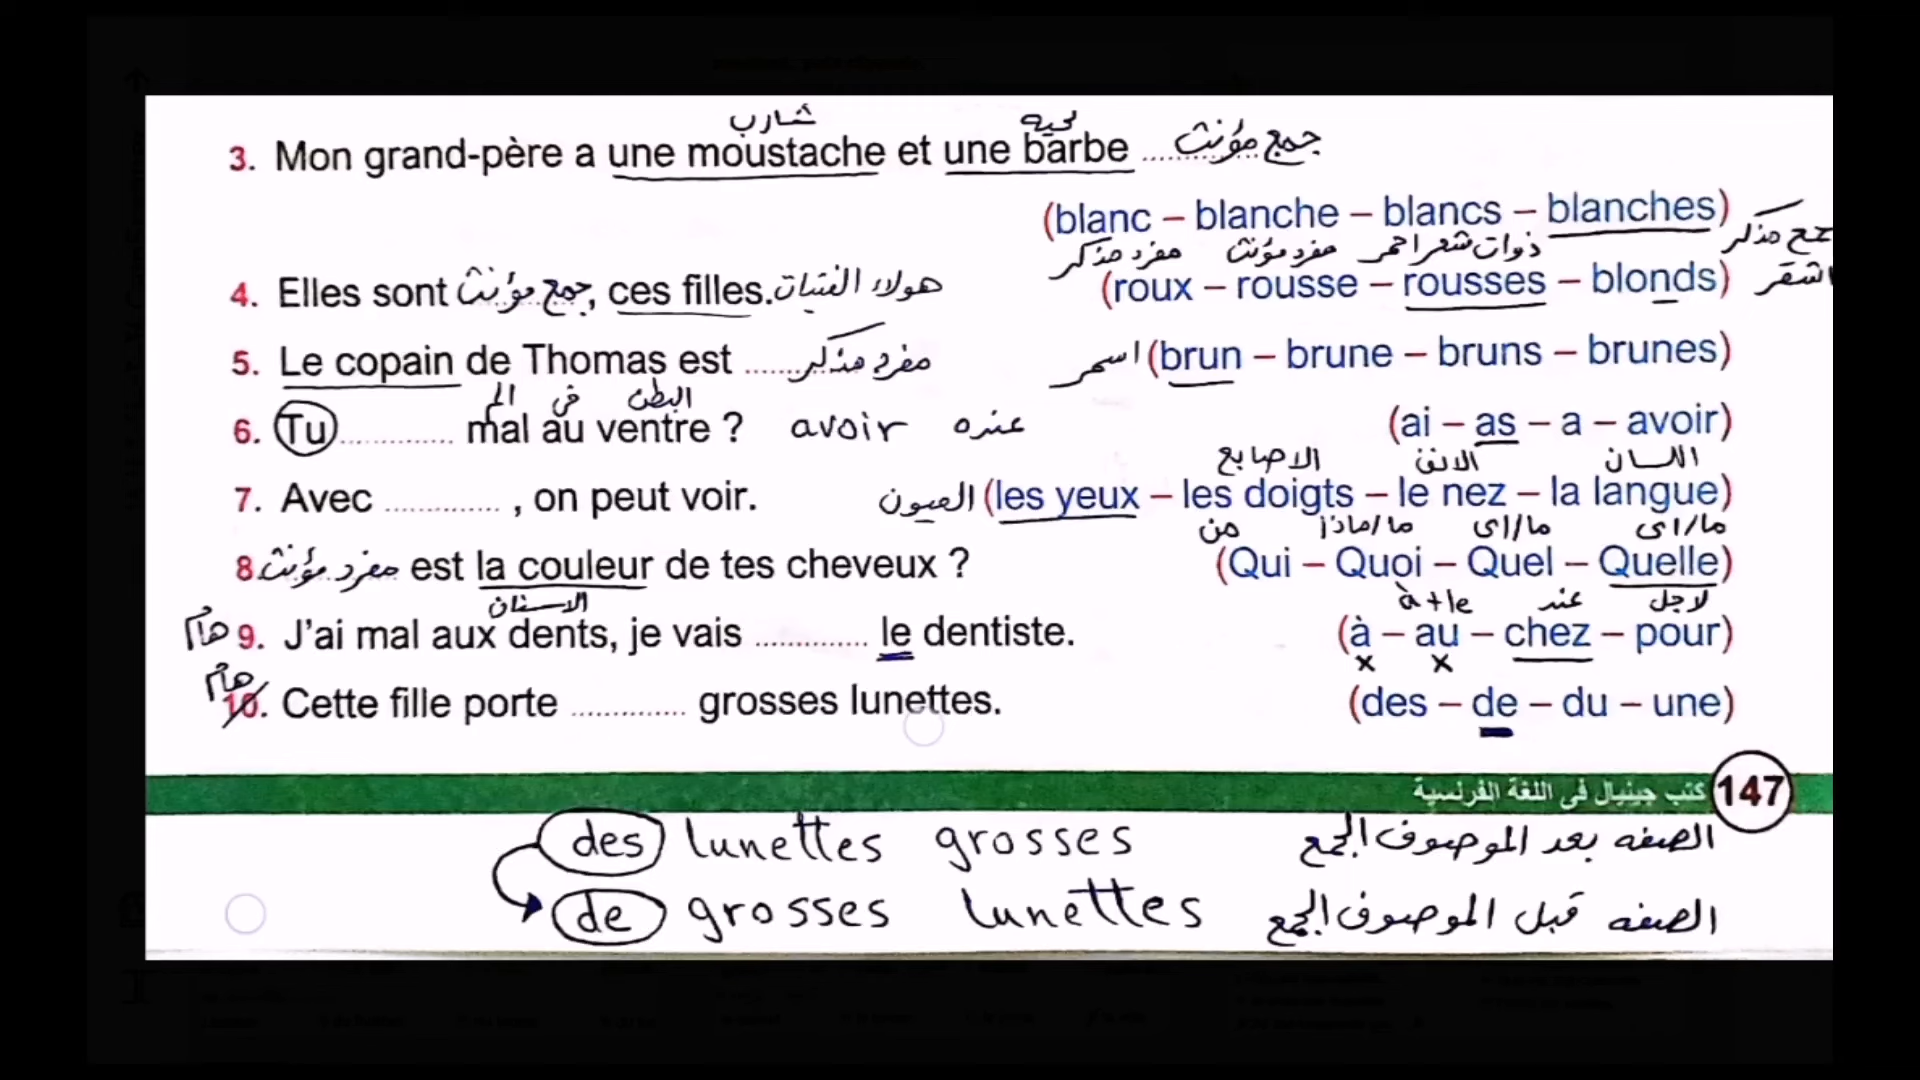 شارب لحيه
3. Mon grand-père a une moustache et une barbe ............ جمع مؤنث
(blanc – blanche – blancs – blanches)
مفرد مذكر مفرد مؤنث ذوات شعر احمر جمع مذكر
4. Elles sont جمع مؤنث, ces filles. هولاء الفتيات (roux – rousse – rousses – blonds) اشقر
5. Le copain de Thomas est ............ مفرد مذكر اسمر (brun – brune – bruns – brunes)
الم فى البطن
6. Tu ............ mal au ventre ? avoir عنده (ai – as – a – avoir)
الاصابع الانف اللسان
7. Avec ............ , on peut voir. العيون (les yeux – les doigts – le nez – la langue)
من ما/ماذا ما/اى ما/اى
8. مفرد مؤنث est la couleur de tes cheveux ? (Qui – Quoi – Quel – Quelle)
الاسنان à + le عند لاجل
هام 9. J'ai mal aux dents, je vais ............ le dentiste. (à – au – chez – pour)
x x
هام 10. Cette fille porte ............ grosses lunettes. (des – de – du – une)
كتب جينيال فى اللغة الفرنسية 147
des lunettes grosses الصفه بعد الموصوف الجمع
de grosses lunettes الصفه قبل الموصوف الجمع